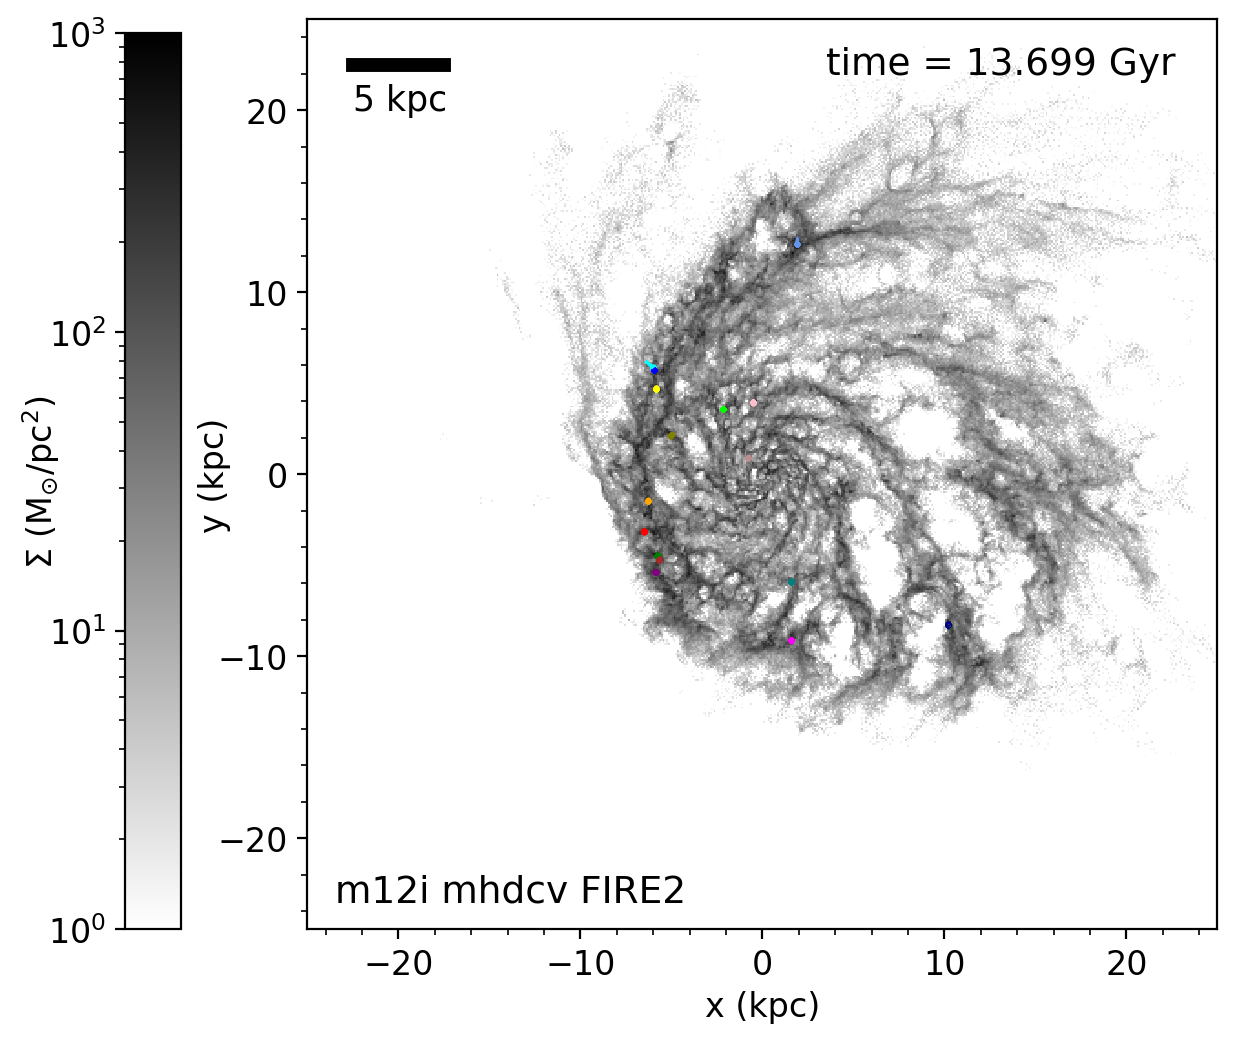 10³
10²
10¹
10⁰
Σ (M⊙/pc²)
20
10
0
−10
−20
y (kpc)
5 kpc
time = 13.699 Gyr
m12i mhdcv FIRE2
−20
−10
0
10
20
x (kpc)